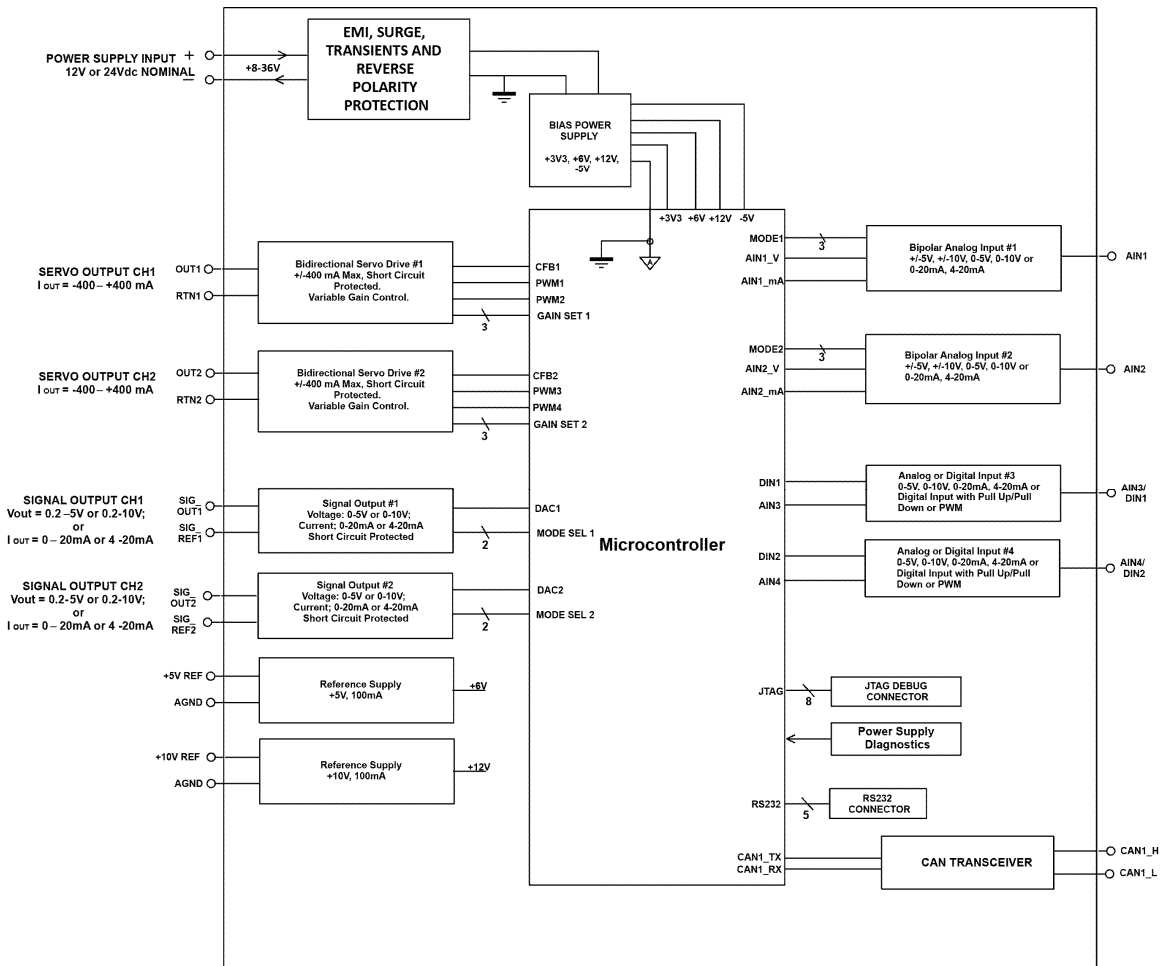 POWER SUPPLY INPUT +
12V or 24Vdc NOMINAL –
+8-36V
EMI, SURGE,
TRANSIENTS AND
REVERSE
POLARITY
PROTECTION
BIAS POWER
SUPPLY
+3V3, +6V, +12V,
-5V
+3V3 +6V +12V -5V
A
SERVO OUTPUT CH1
I OUT = -400 – +400 mA
OUT1
RTN1
Bidirectional Servo Drive #1
+/-400 mA Max, Short Circuit
Protected.
Variable Gain Control.
3
CFB1
PWM1
PWM2
GAIN SET 1
SERVO OUTPUT CH2
I OUT = -400 – +400 mA
OUT2
RTN2
Bidirectional Servo Drive #2
+/-400 mA Max, Short Circuit
Protected.
Variable Gain Control.
3
CFB2
PWM3
PWM4
GAIN SET 2
SIGNAL OUTPUT CH1
Vout = 0.2 –5V or 0.2-10V;
or
I OUT = 0 – 20mA or 4 -20mA
SIG_
OUT1
SIG_
REF1
Signal Output #1
Voltage: 0-5V or 0-10V;
Current; 0-20mA or 4-20mA
Short Circuit Protected
2
DAC1
MODE SEL 1
SIGNAL OUTPUT CH2
Vout = 0.2-5V or 0.2-10V;
or
I OUT = 0 – 20mA or 4 -20mA
SIG_
OUT2
SIG_
REF2
Signal Output #2
Voltage: 0-5V or 0-10V;
Current; 0-20mA or 4-20mA
Short Circuit Protected
2
DAC2
MODE SEL 2
+5V REF
AGND
Reference Supply
+5V, 100mA
+6V
+10V REF
AGND
Reference Supply
+10V, 100mA
+12V
Microcontroller
MODE1
AIN1_V
AIN1_mA
3
Bipolar Analog Input #1
+/-5V, +/-10V, 0-5V, 0-10V or
0-20mA, 4-20mA
AIN1
MODE2
AIN2_V
AIN2_mA
3
Bipolar Analog Input #2
+/-5V, +/-10V, 0-5V, 0-10V or
0-20mA, 4-20mA
AIN2
DIN1
AIN3
Analog or Digital Input #3
0-5V, 0-10V, 0-20mA, 4-20mA or
Digital Input with Pull Up/Pull
Down or PWM
AIN3/
DIN1
DIN2
AIN4
Analog or Digital Input #4
0-5V, 0-10V, 0-20mA, 4-20mA or
Digital Input with Pull Up/Pull
Down or PWM
AIN4/
DIN2
JTAG
8
JTAG DEBUG
CONNECTOR
Power Supply
Diagnostics
RS232
5
RS232
CONNECTOR
CAN1_TX
CAN1_RX
CAN TRANSCEIVER
CAN1_H
CAN1_L